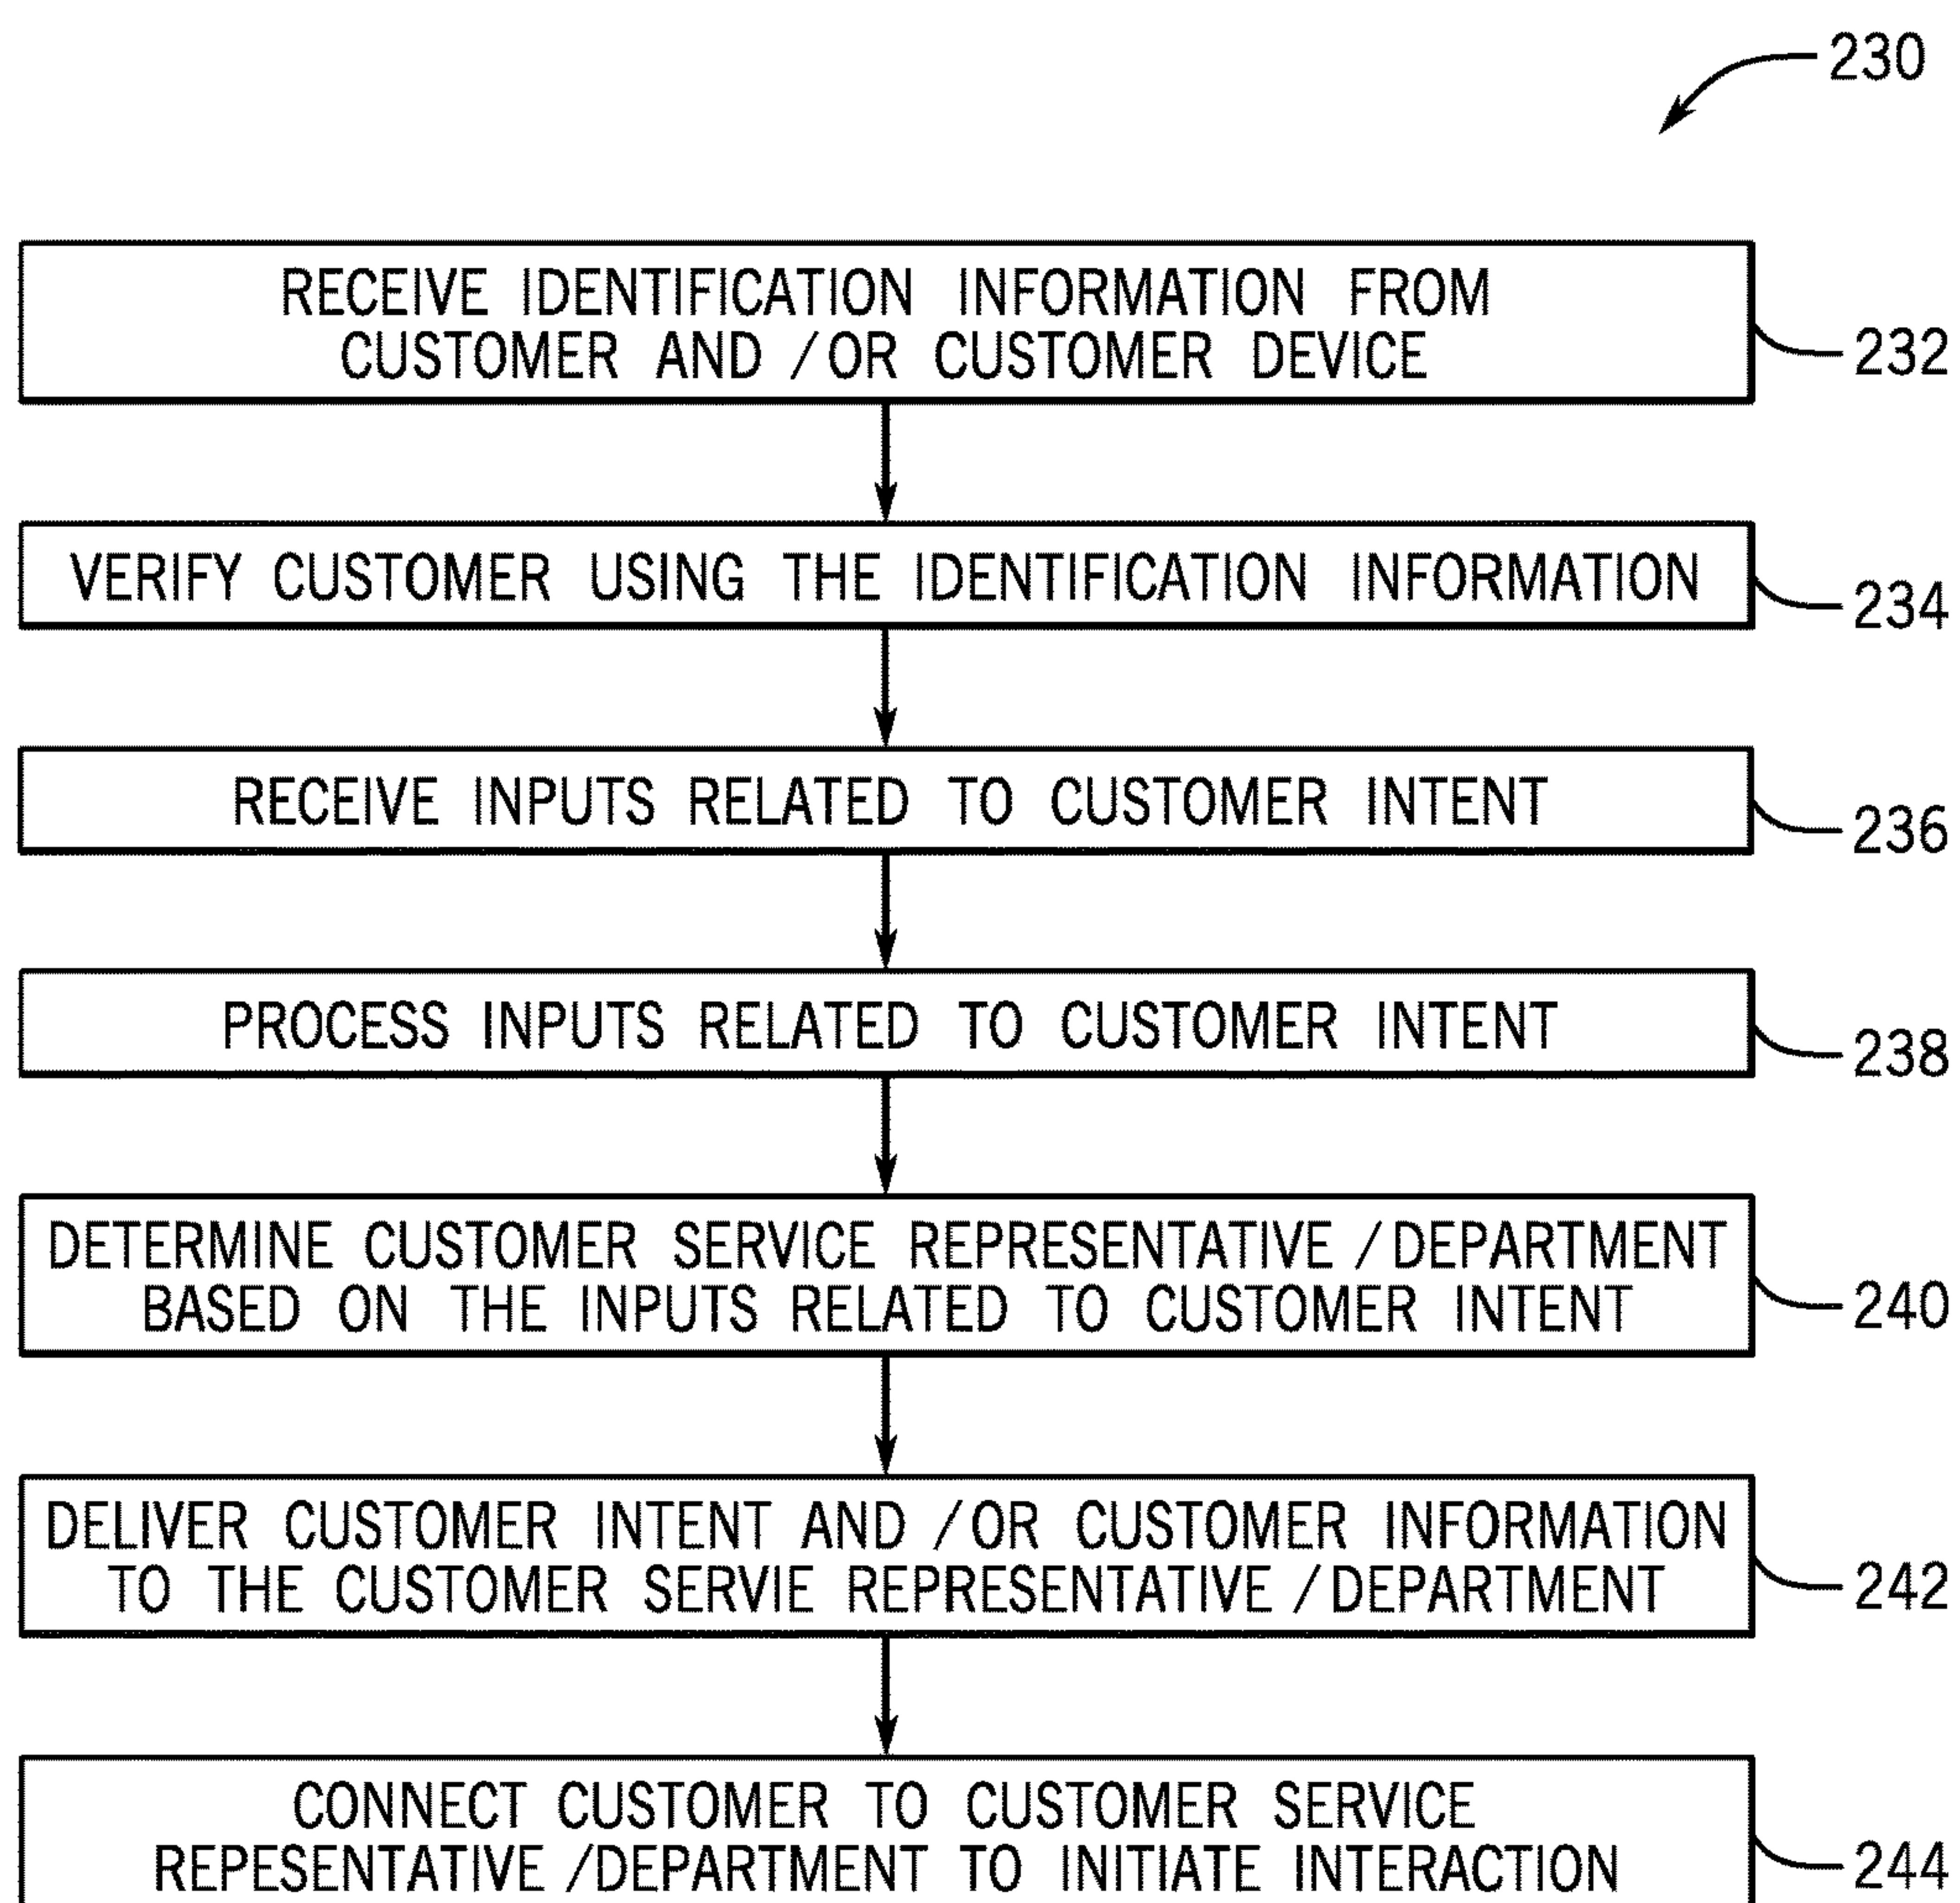 230
RECEIVE IDENTIFICATION INFORMATION FROM
CUSTOMER AND /OR CUSTOMER DEVICE
232
VERIFY CUSTOMER USING THE IDENTIFICATION INFORMATION
234
RECEIVE INPUTS RELATED TO CUSTOMER INTENT
236
PROCESS INPUTS RELATED TO CUSTOMER INTENT
238
DETERMINE CUSTOMER SERVICE REPRESENTATIVE /DEPARTMENT
BASED ON THE INPUTS RELATED TO CUSTOMER INTENT
240
DELIVER CUSTOMER INTENT AND /OR CUSTOMER INFORMATION
TO THE CUSTOMER SERVIE REPRESENTATIVE /DEPARTMENT
242
CONNECT CUSTOMER TO CUSTOMER SERVICE
REPESENTATIVE /DEPARTMENT TO INITIATE INTERACTION
244